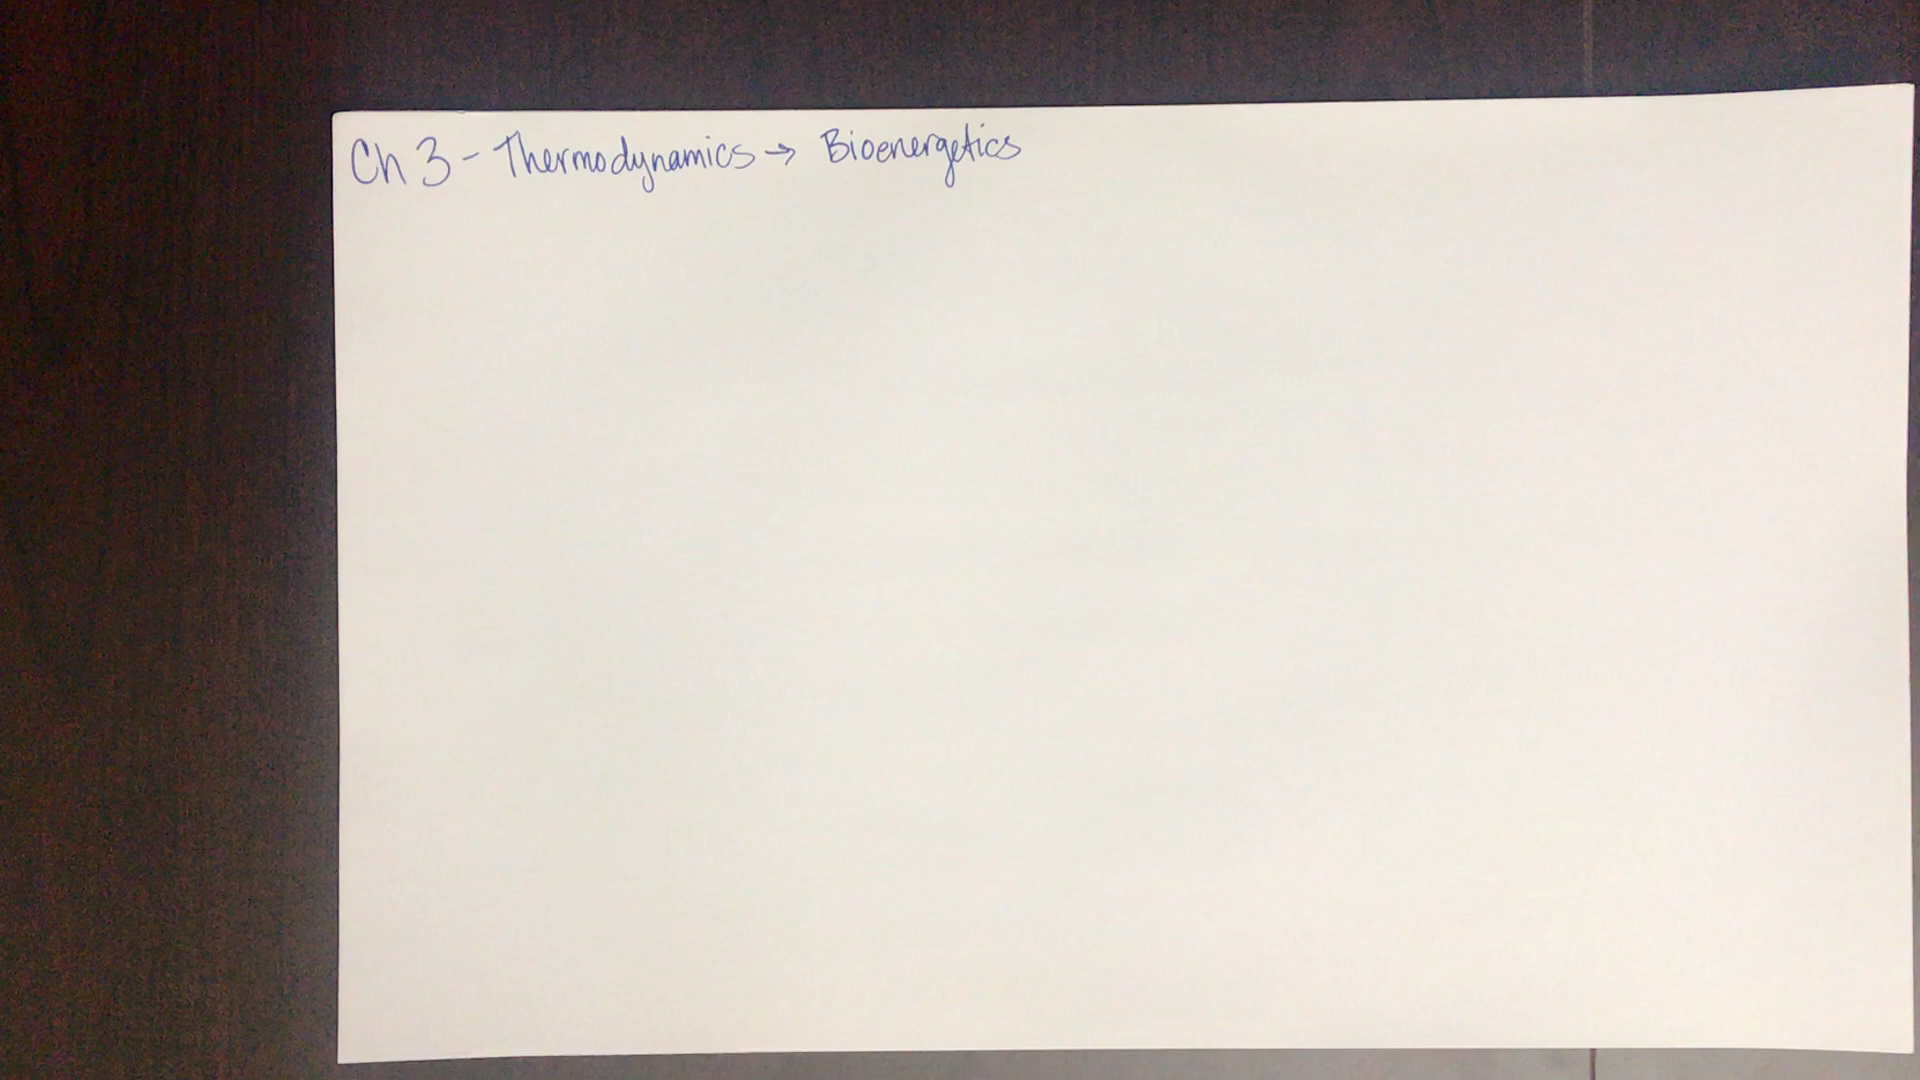 Ch 3 - Thermodynamics → Bioenergetics